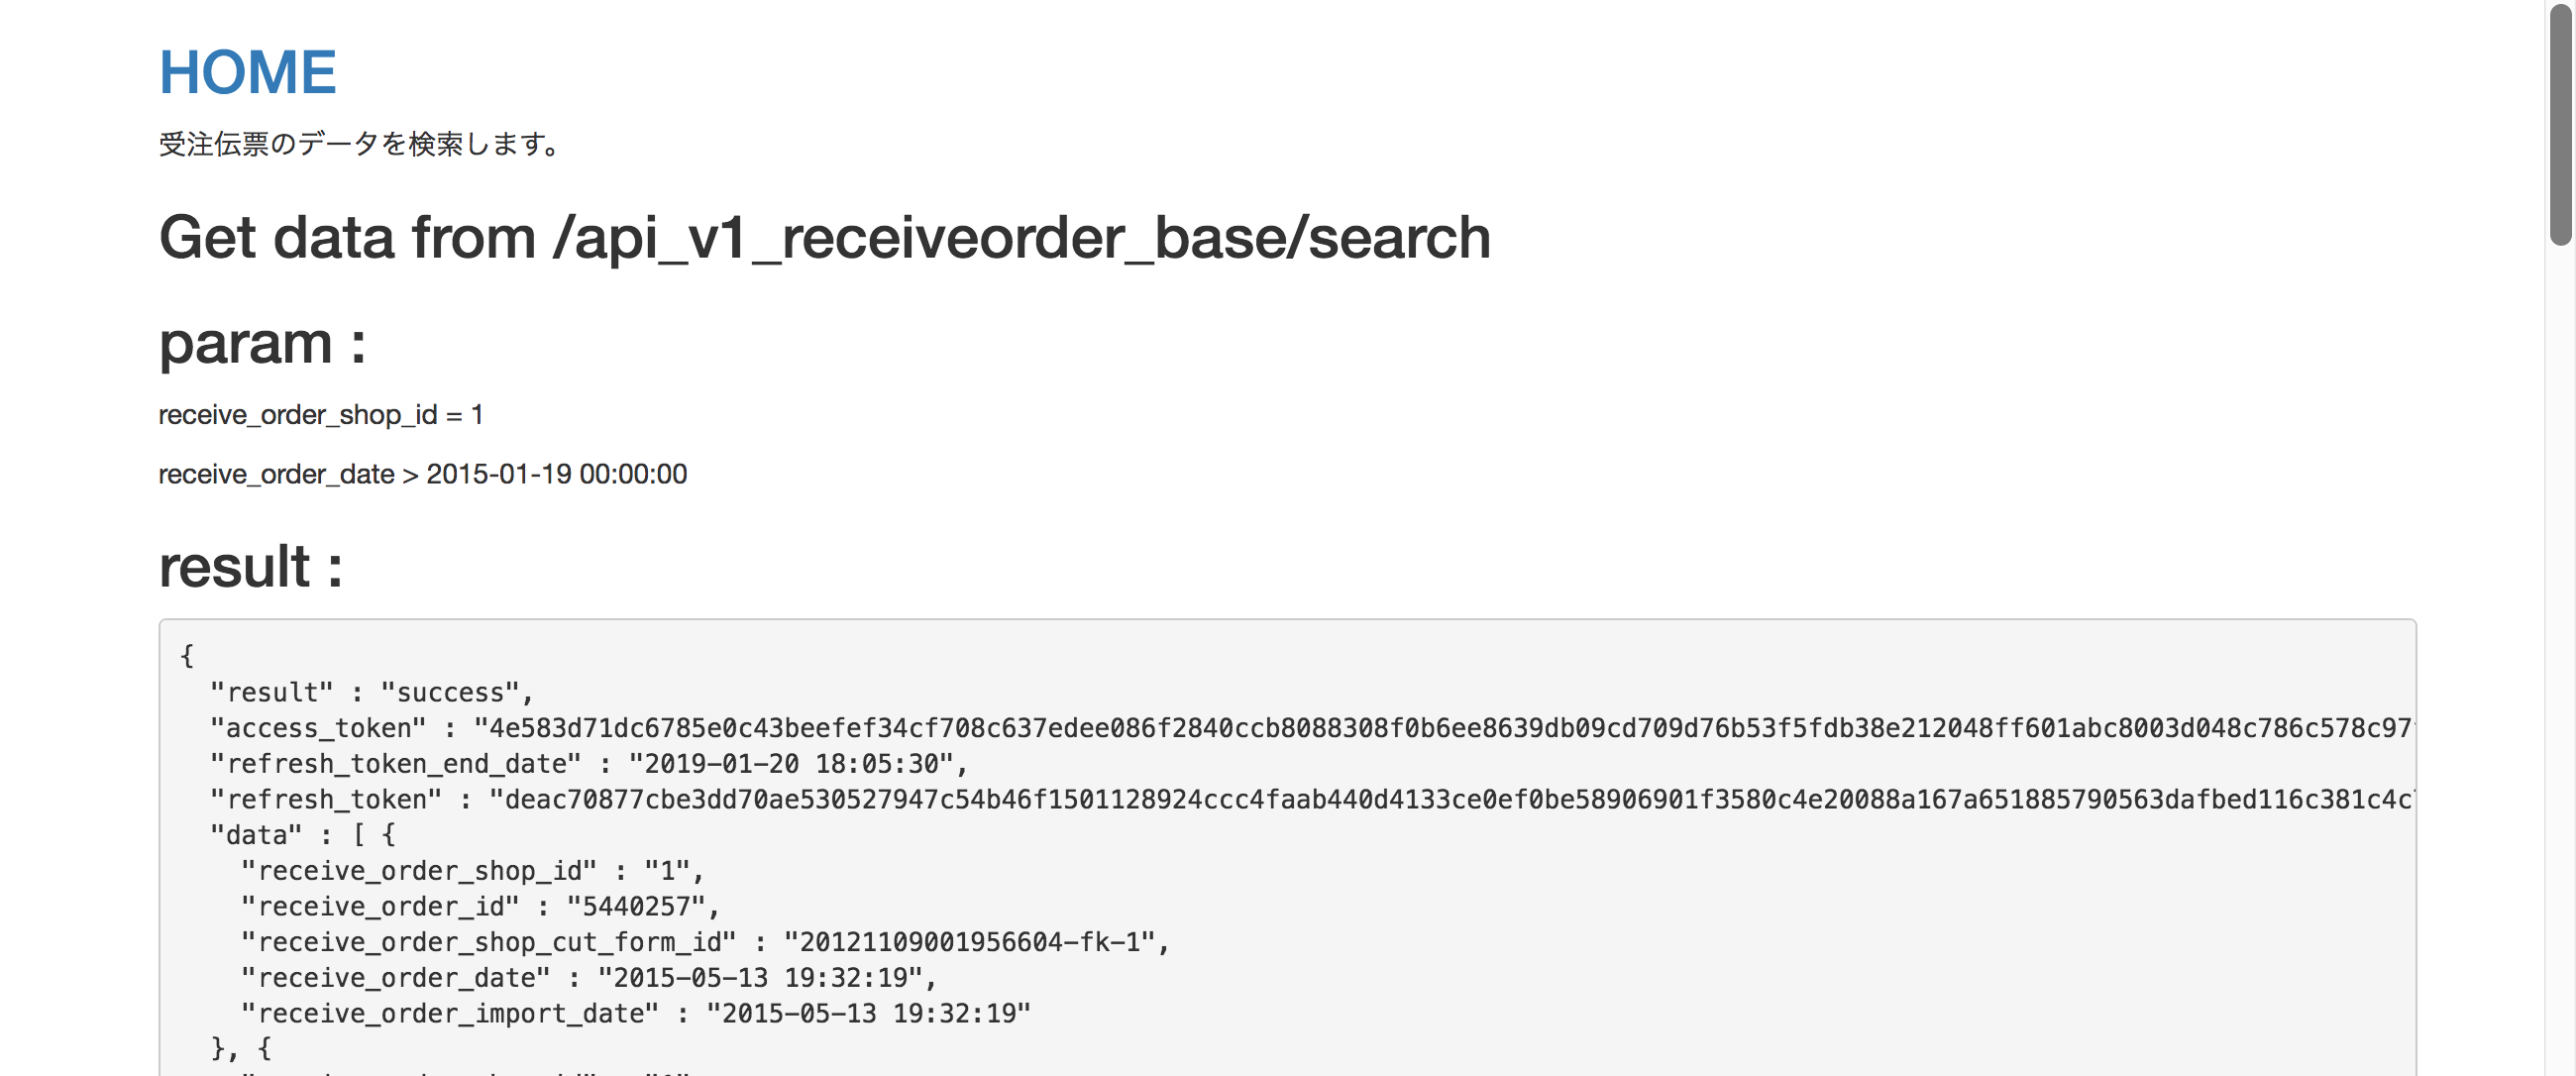 HOME
受注伝票のデータを検索します。
Get data from /api_v1_receiveorder_base/search
param :
receive_order_shop_id = 1
receive_order_date > 2015-01-19 00:00:00
result :
{
"result" : "success",
"access_token" : "4e583d71dc6785e0c43beefef34cf708c637edee086f2840ccb8088308f0b6ee8639db09cd709d76b53f5fdb38e212048ff601abc8003d048c786c578c97
"refresh_token_end_date" : "2019-01-20 18:05:30",
"refresh_token" : "deac70877cbe3dd70ae530527947c54b46f1501128924ccc4faab440d4133ce0ef0be58906901f3580c4e20088a167a651885790563dafbed116c381c4c
"data" : [ {
"receive_order_shop_id" : "1",
"receive_order_id" : "5440257",
"receive_order_shop_cut_form_id" : "20121109001956604-fk-1",
"receive_order_date" : "2015-05-13 19:32:19",
"receive_order_import_date" : "2015-05-13 19:32:19"
}, {